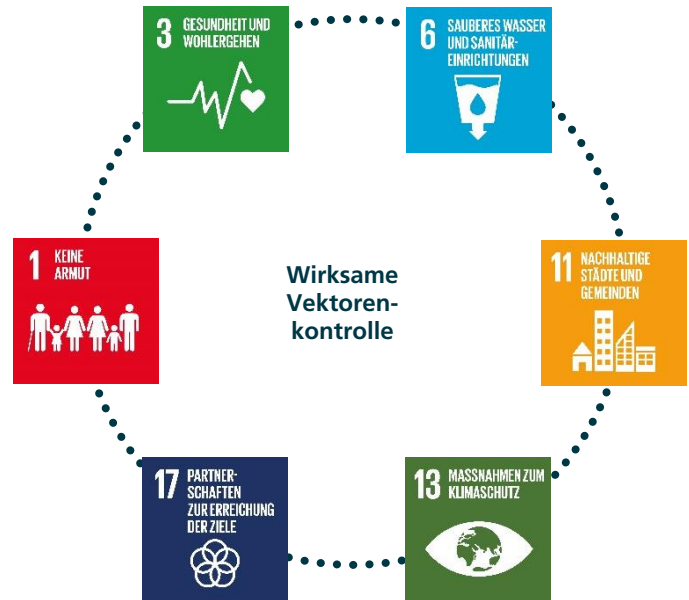 3 GESUNDHEIT UND
WOHLERGEHEN
6 SAUBERES WASSER
UND SANITÄR-
EINRICHTUNGEN
1 KEINE
ARMUT
Wirksame
Vektoren-
kontrolle
11 NACHHALTIGE
STÄDTE UND
GEMEINDEN
17 PARTNER-
SCHAFTEN
ZUR ERREICHUNG
DER ZIELE
13 MASSNAHMEN ZUM
KLIMASCHUTZ